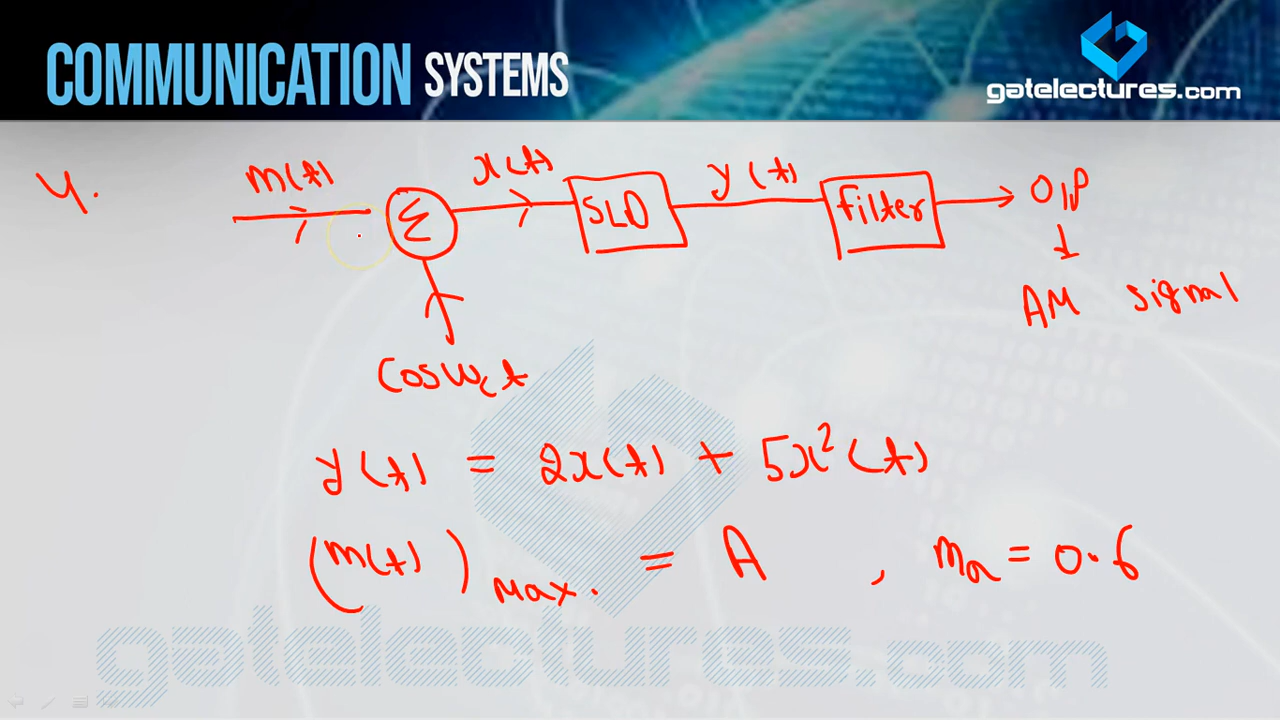 COMMUNICATION SYSTEMS
gatelectures.com
4.
m(t)
Σ
x(t)
SLD
y(t)
filter
O/P
AM signal
Cosωct
y(t) = 2x(t) + 5x²(t)
(m(t))Max. = A , ma = 0.6
gatelectures.com